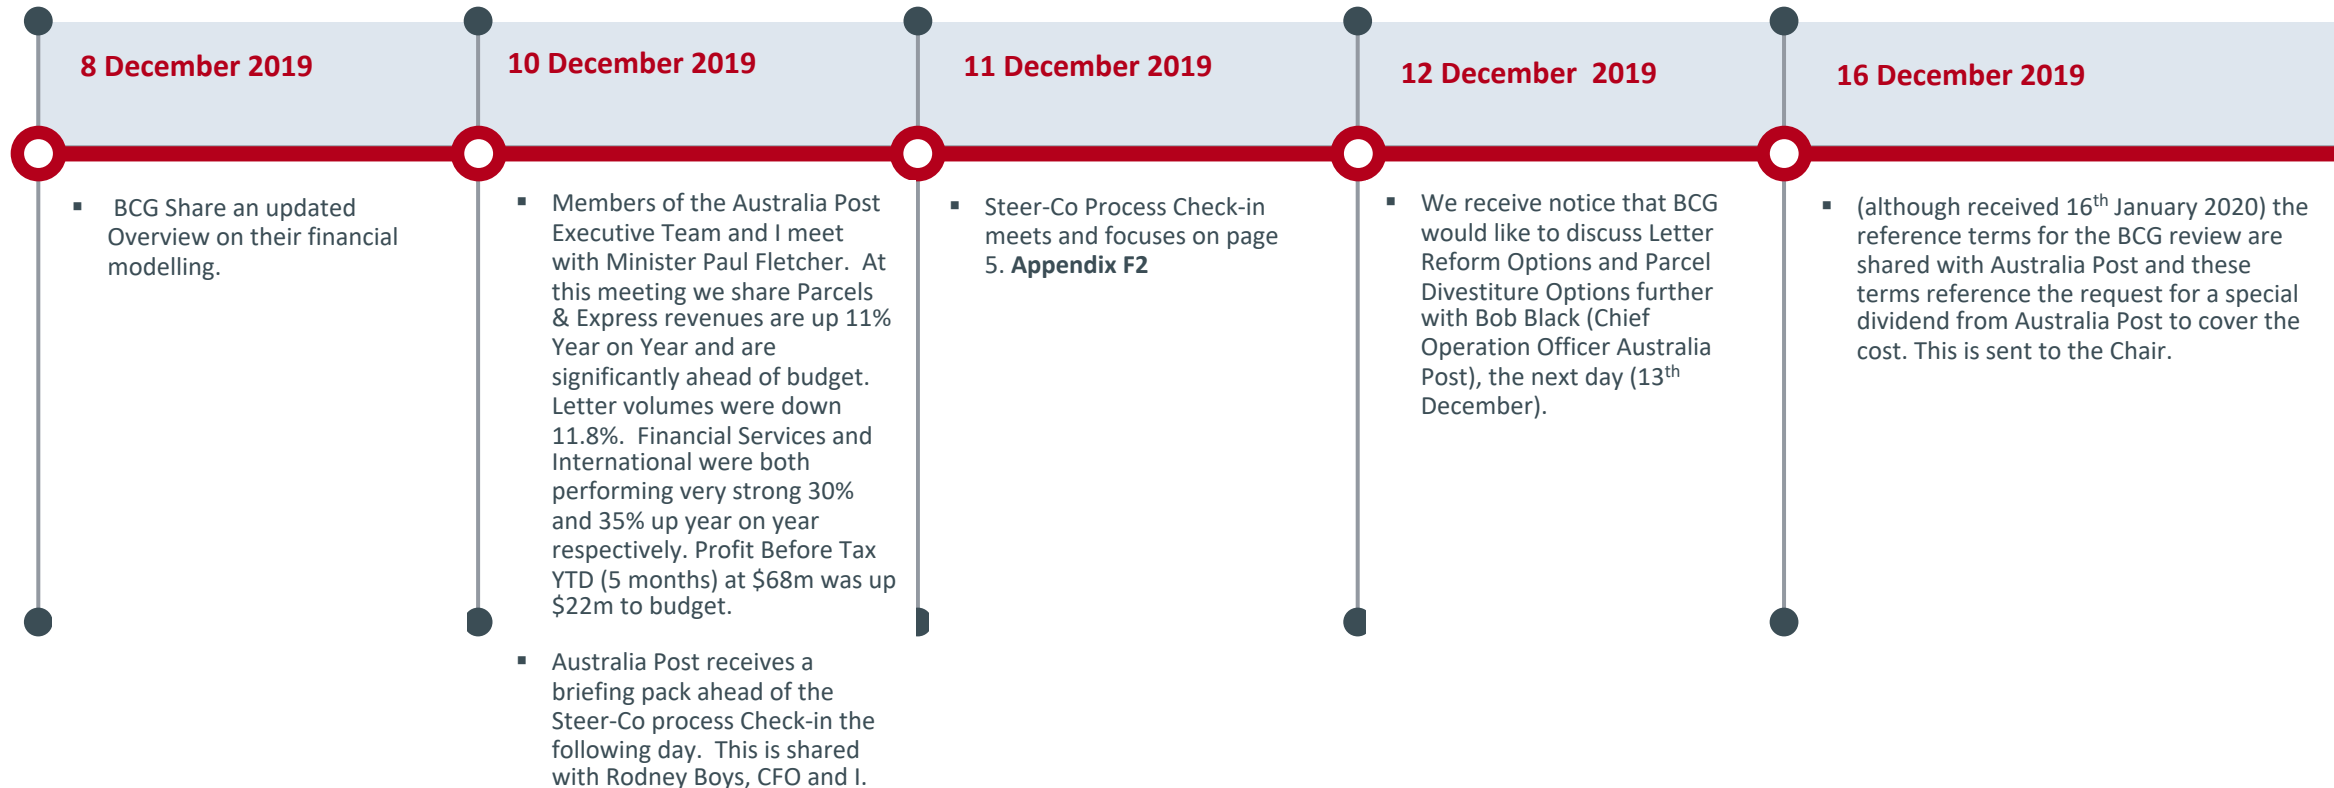 8 December 2019
BCG Share an updated
Overview on their financial
modelling.
10 December 2019
Members of the Australia Post
Executive Team and I meet
with Minister Paul Fletcher.  At
this meeting we share Parcels
& Express revenues are up 11%
Year on Year and are
significantly ahead of budget.
Letter volumes were down
11.8%.  Financial Services and
International were both
performing very strong 30%
and 35% up year on year
respectively. Profit Before Tax
YTD (5 months) at $68m was up
$22m to budget.
Australia Post receives a
briefing pack ahead of the
Steer-Co process Check-in the
following day.  This is shared
with Rodney Boys, CFO and I.
11 December 2019
Steer-Co Process Check-in
meets and focuses on page
5. Appendix F2
12 December  2019
We receive notice that BCG
would like to discuss Letter
Reform Options and Parcel
Divestiture Options further
with Bob Black (Chief
Operation Officer Australia
Post), the next day (13th
December).
16 December 2019
(although received 16th January 2020) the
reference terms for the BCG review are
shared with Australia Post and these
terms reference the request for a special
dividend from Australia Post to cover the
cost. This is sent to the Chair.